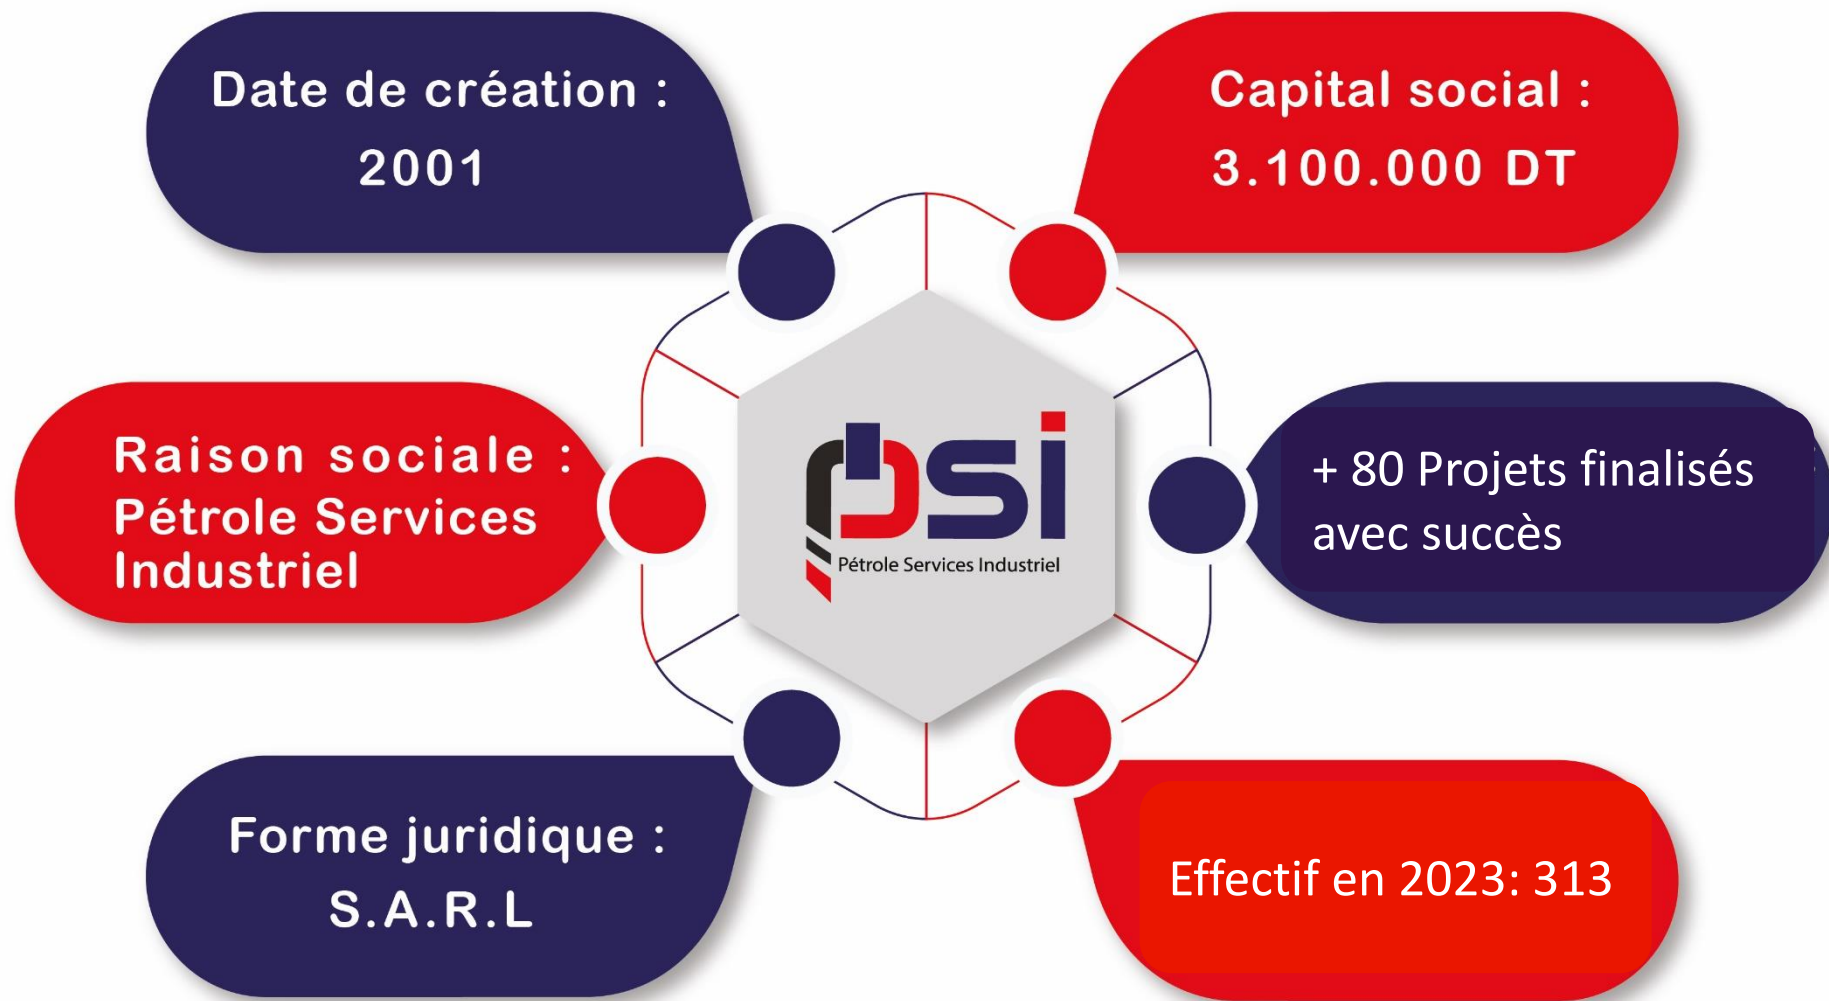 Date de création :
2001
Capital social :
3.100.000 DT
Raison sociale :
Pétrole Services
Industriel
psi
Pétrole Services Industriel
+ 80 Projets finalisés
avec succès
Forme juridique :
S.A.R.L
Effectif en 2023: 313